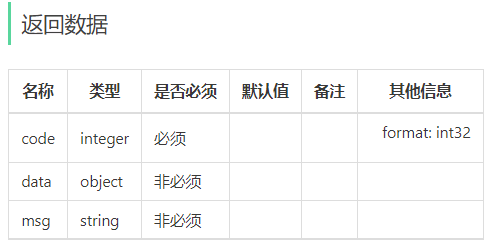 返回数据
名称 类型 是否必须 默认值 备注 其他信息
code integer 必须 format: int32
data object 非必须
msg string 非必须